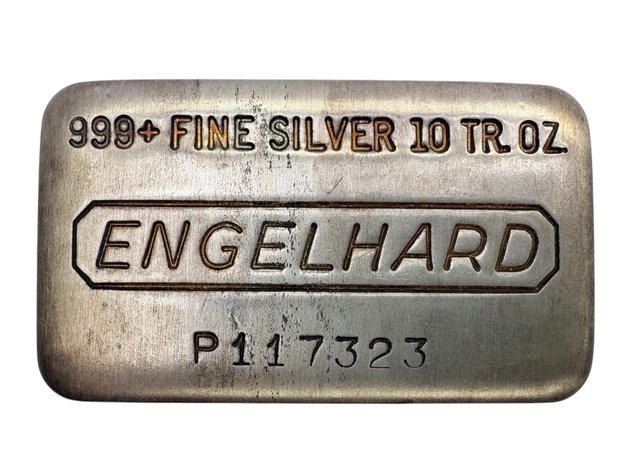 999+ FINE SILVER 10 TR. OZ.
ENGELHARD
P117323